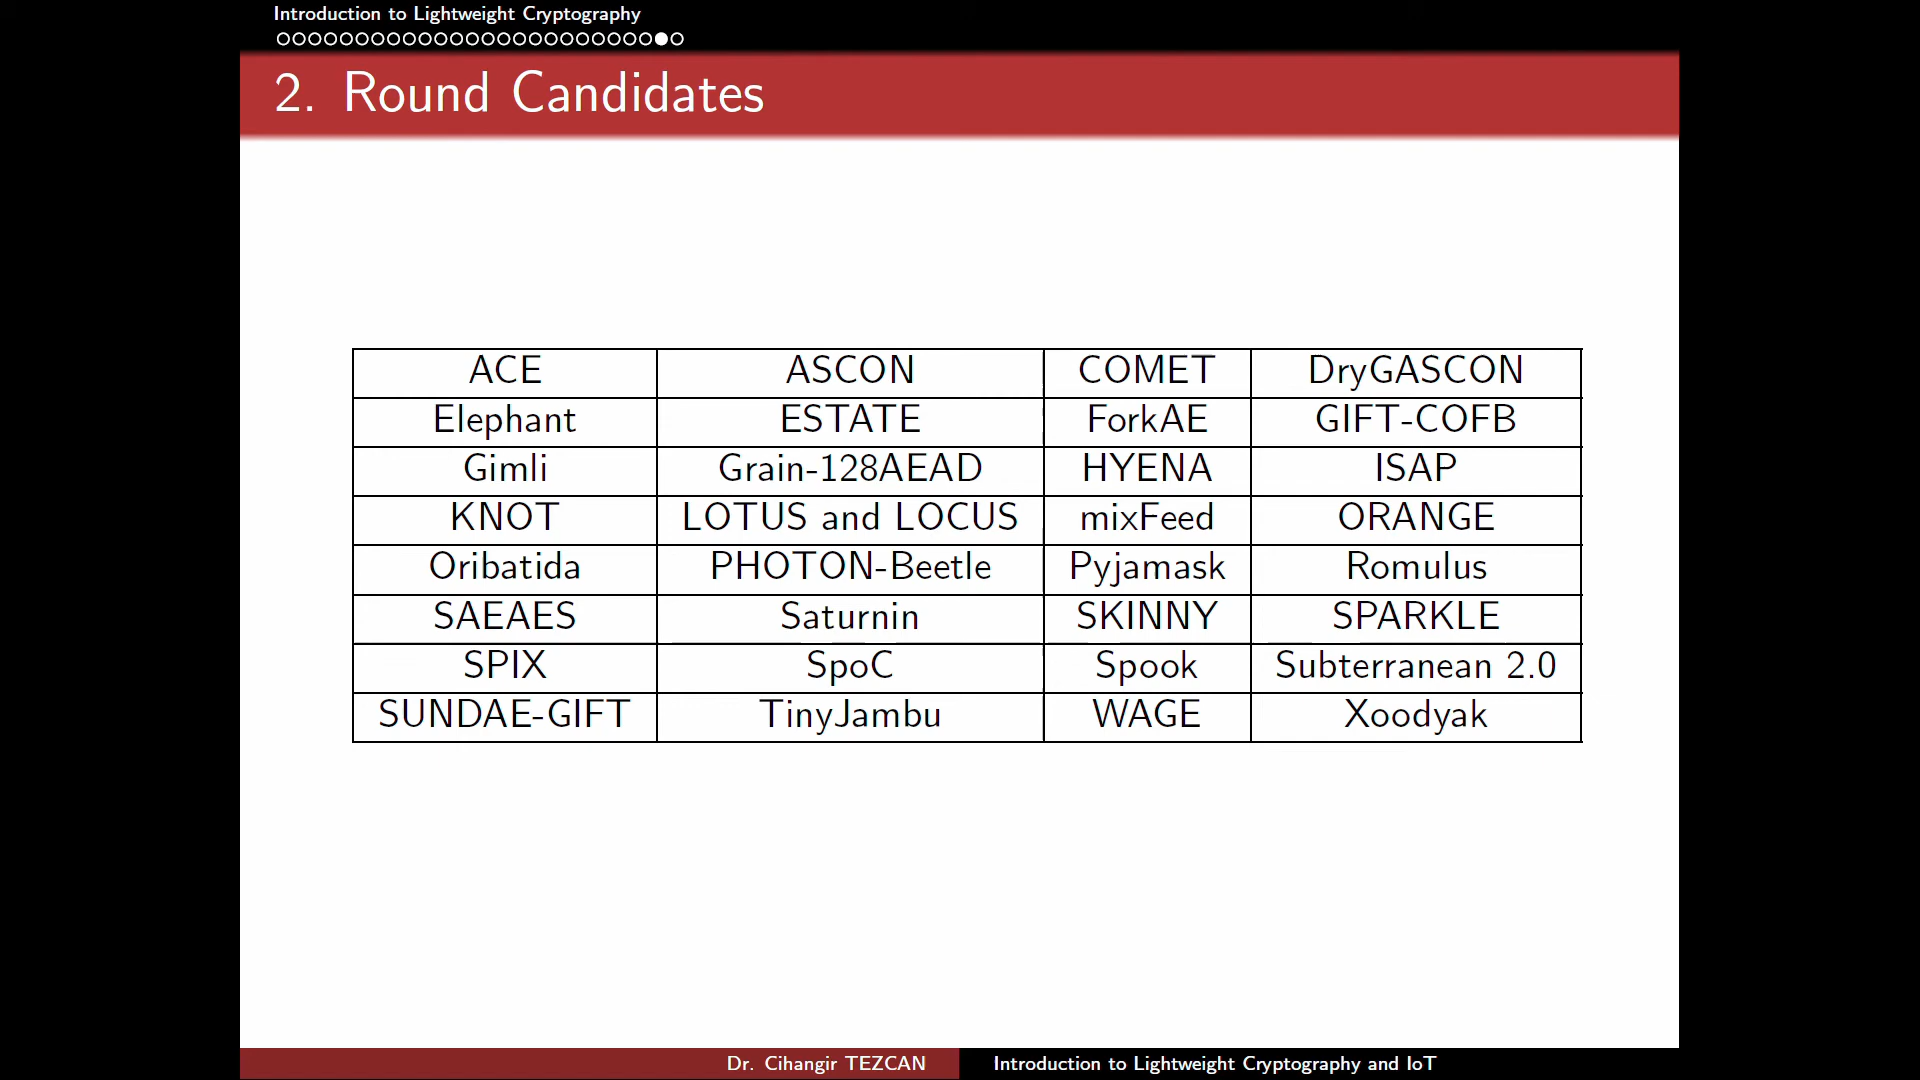 Introduction to Lightweight Cryptography
2. Round Candidates
ACE ASCON COMET DryGASCON
Elephant ESTATE ForkAE GIFT-COFB
Gimli Grain-128AEAD HYENA ISAP
KNOT LOTUS and LOCUS mixFeed ORANGE
Oribatida PHOTON-Beetle Pyjamask Romulus
SAEAES Saturnin SKINNY SPARKLE
SPIX SpoC Spook Subterranean 2.0
SUNDAE-GIFT TinyJambu WAGE Xoodyak
Dr. Cihangir TEZCAN Introduction to Lightweight Cryptography and IoT